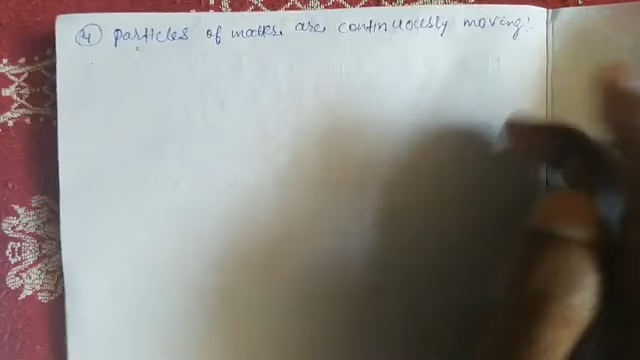 ④ particles of matter are continuously moving:-